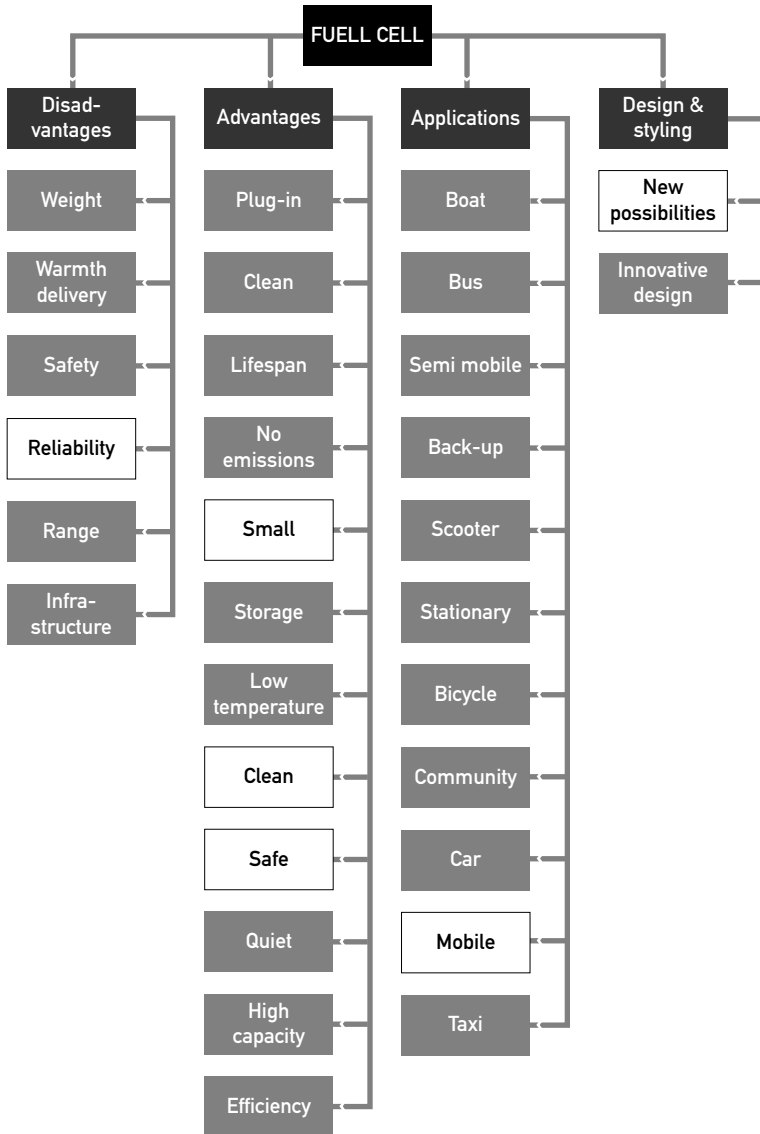 FUELL CELL
Disad-
vantages
Weight
Warmth
delivery
Safety
Reliability
Range
Infra-
structure
Advantages
Plug-in
Clean
Lifespan
No
emissions
Small
Storage
Low
temperature
Clean
Safe
Quiet
High
capacity
Efficiency
Applications
Boat
Bus
Semi mobile
Back-up
Scooter
Stationary
Bicycle
Community
Car
Mobile
Taxi
Design &
styling
New
possibilities
Innovative
design